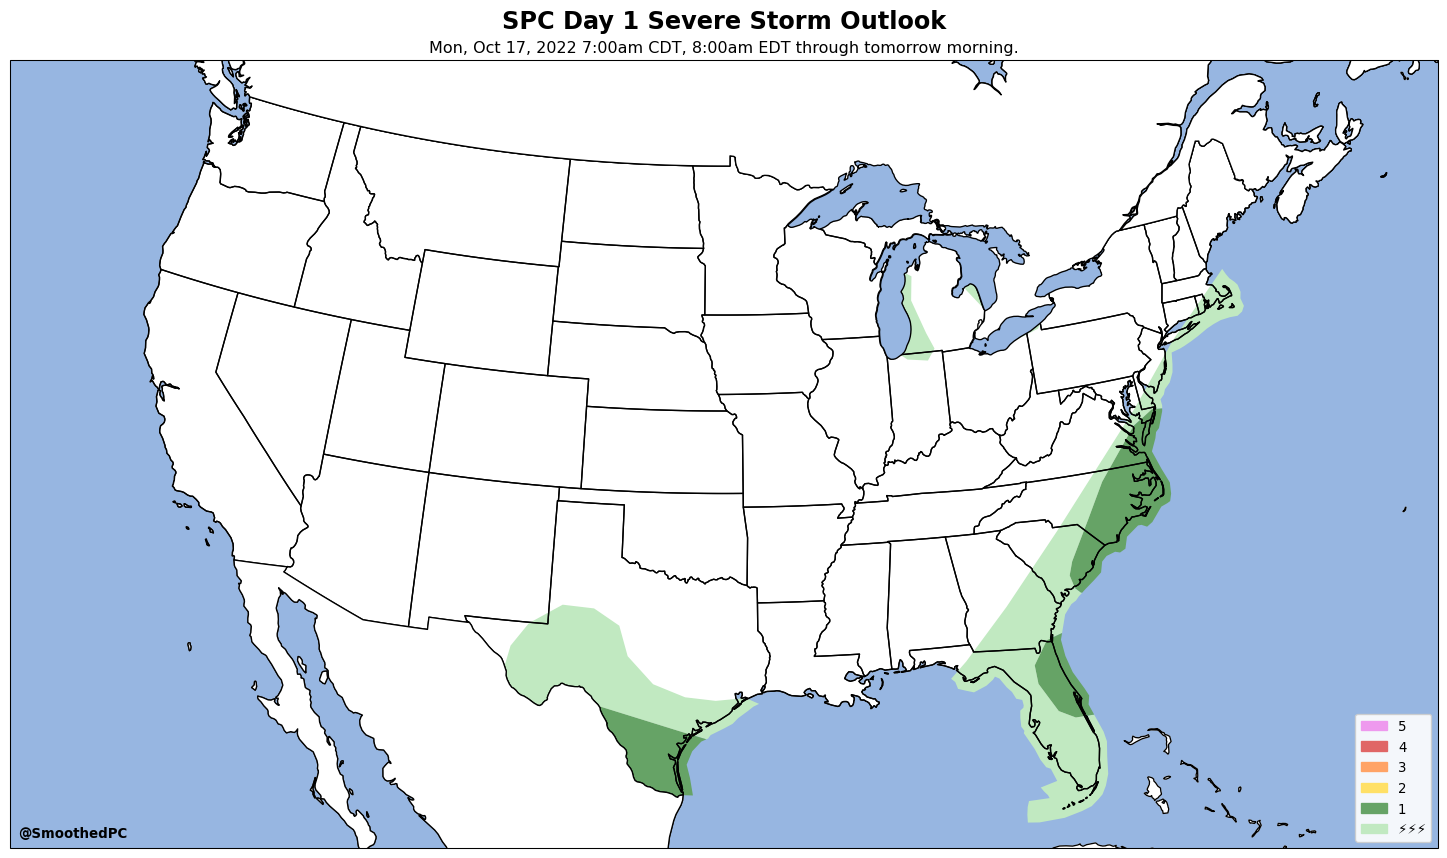 SPC Day 1 Severe Storm Outlook
Mon, Oct 17, 2022 7:00am CDT, 8:00am EDT through tomorrow morning.
5
4
3
2
1
⚡⚡⚡
@SmoothedPC